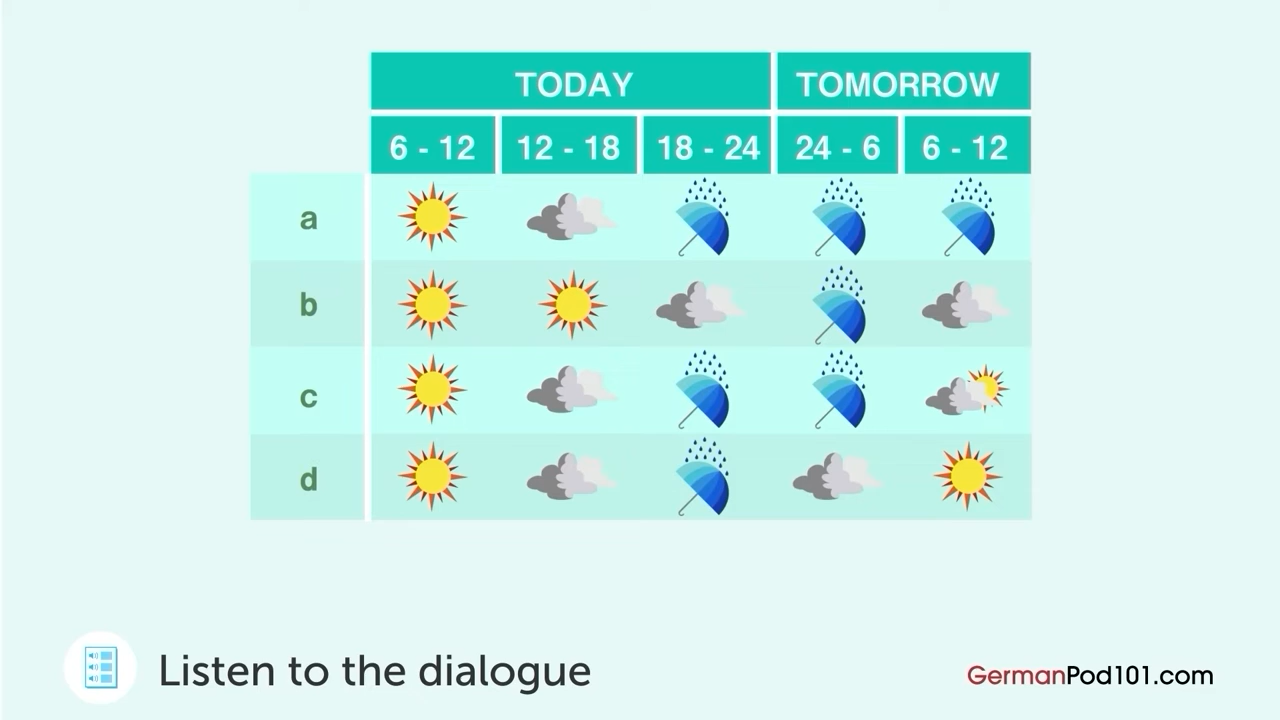 TODAY TOMORROW
6 - 12 12 - 18 18 - 24 24 - 6 6 - 12
a
b
c
d
Listen to the dialogue
GermanPod101.com